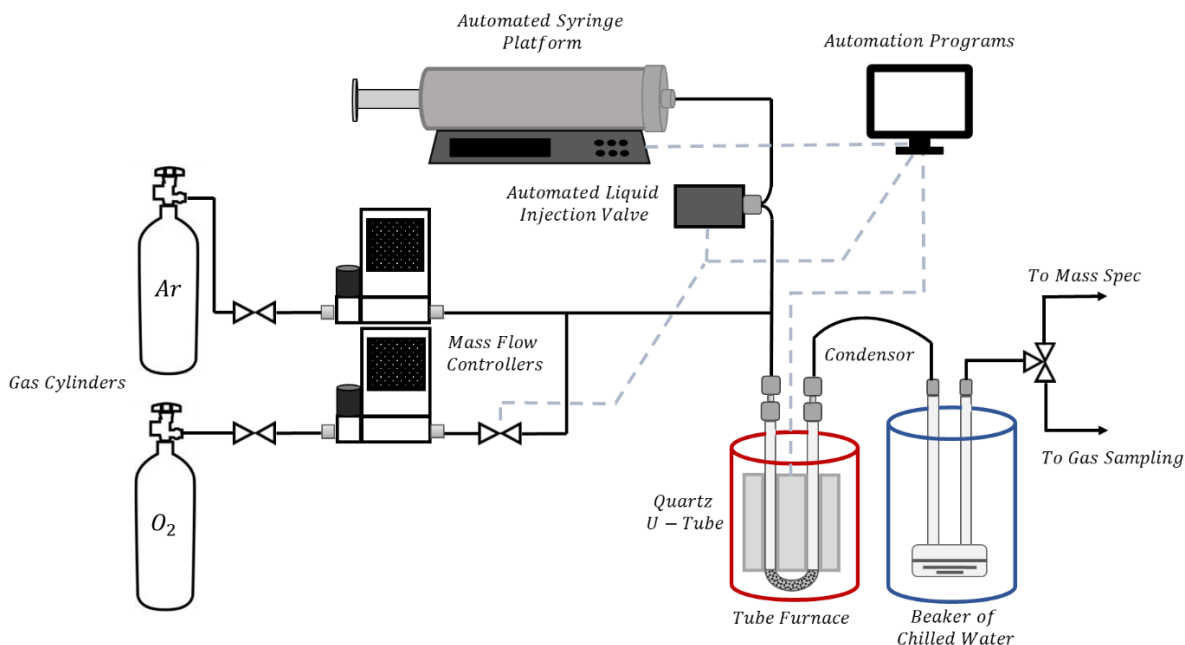 Automated Syringe
Platform
Automation Programs
Automated Liquid
Injection Valve
To Mass Spec
Ar
Mass Flow
Controllers
Condensor
Gas Cylinders
To Gas Sampling
Quartz
U − Tube
O₂
Tube Furnace
Beaker of
Chilled Water